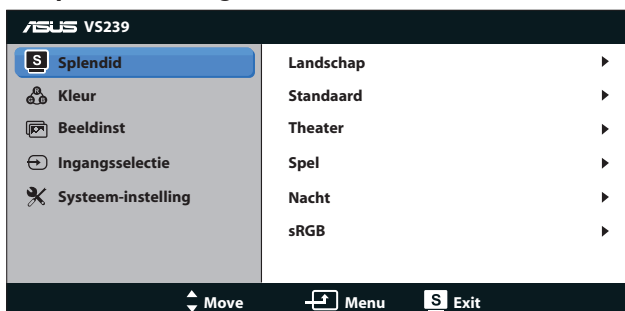 ASUS VS239
S Splendid
Kleur
Beeldinst
Ingangsselectie
Systeem-instelling
Landschap
Standaard
Theater
Spel
Nacht
sRGB
Move Menu S Exit